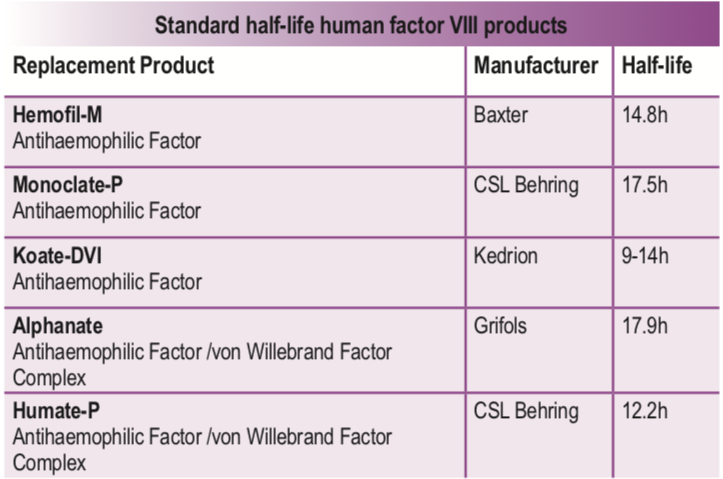 Standard half-life human factor VIII products
Replacement Product Manufacturer Half-life
Hemofil-M Baxter 14.8h
Antihaemophilic Factor
Monoclate-P CSL Behring 17.5h
Antihaemophilic Factor
Koate-DVI Kedrion 9-14h
Antihaemophilic Factor
Alphanate Grifols 17.9h
Antihaemophilic Factor /von Willebrand Factor
Complex
Humate-P CSL Behring 12.2h
Antihaemophilic Factor /von Willebrand Factor
Complex